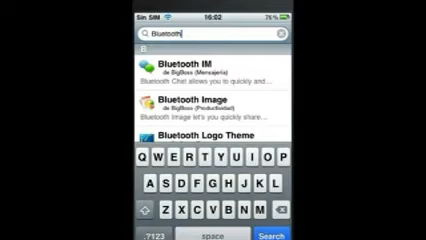 Sin SIM 16:02 76%
Bluetooth
B
Bluetooth IM
de BigBoss (Mensajería)
Bluetooth Chat allows you to quickly and...
Bluetooth Image
de BigBoss (Productividad)
Bluetooth Image let's you quickly share...
Bluetooth Logo Theme
Q W E R T Y U I O P
A S D F G H J K L
Z X C V B N M
.?123 space Search